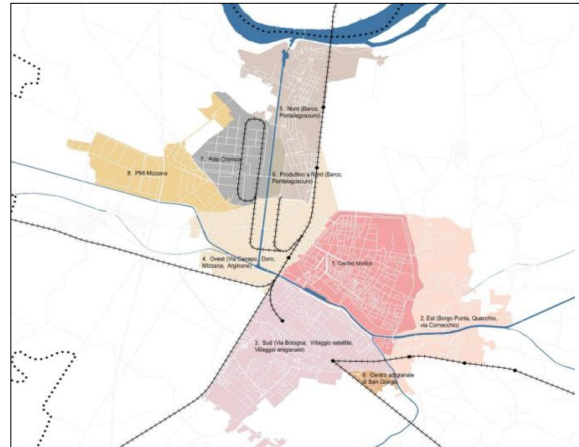 5. Nord (Barco,
Pontelagoscuro)
7. Polo Chimico
6. Produttivo a Nord (Barco,
Pontelagoscuro)
8. PMI Mizzana
4. Ovest (Via Canapa, Doro,
Mizzana, Arginone)
1. Centro storico
2. Est (Borgo Punta, Quacchio,
via Comacchio)
3. Sud (Via Bologna, Villaggio satellite,
Villaggio artigianale)
9. Centro artigianale
di San Giorgio